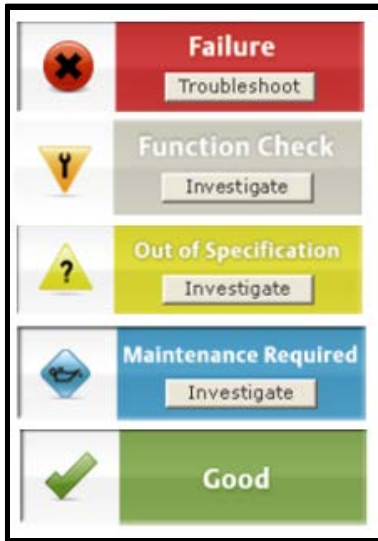 Failure
Troubleshoot
Function Check
Investigate
Out of Specification
Investigate
Maintenance Required
Investigate
Good